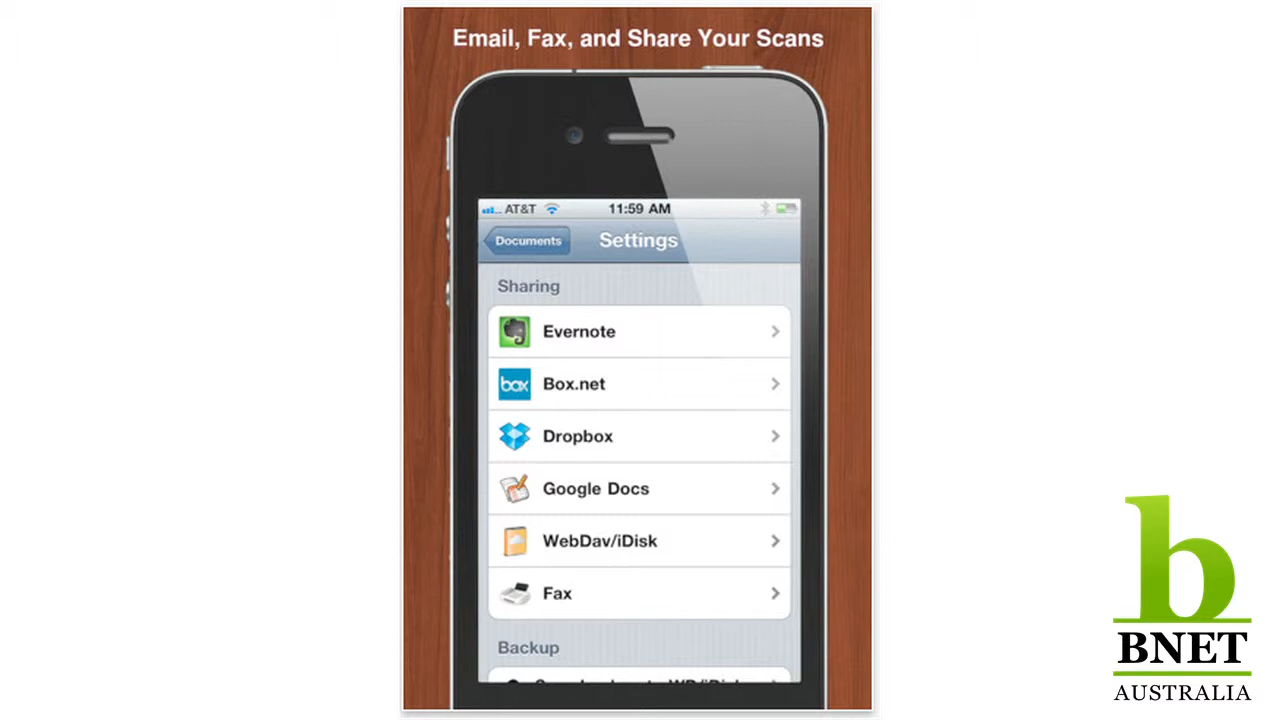 Email, Fax, and Share Your Scans
AT&T 11:59 AM
Documents Settings
Sharing
Evernote
box Box.net
Dropbox
Google Docs
WebDav/iDisk
Fax
Backup
b
BNET
AUSTRALIA